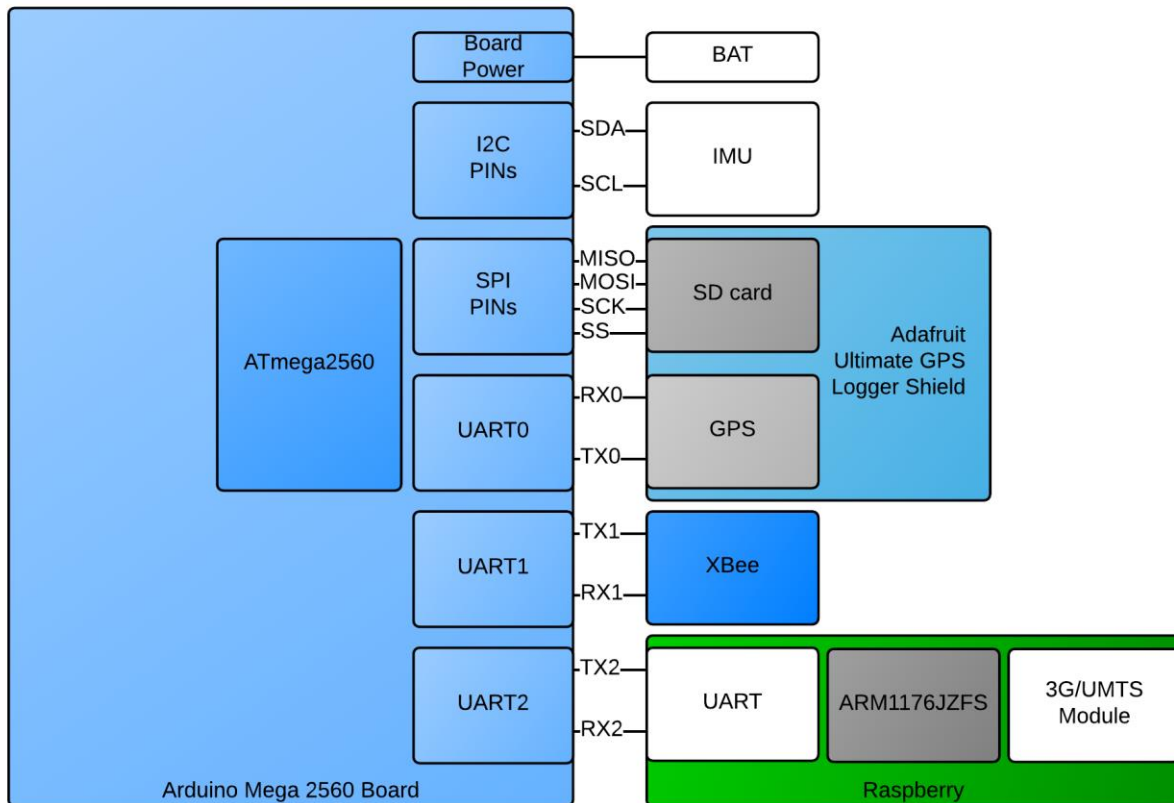 Board
Power
BAT
I2C
PINs
SDA
SCL
IMU
ATmega2560
SPI
PINs
MISO
MOSI
SCK
SS
SD card
Adafruit
Ultimate GPS
Logger Shield
UART0
RX0
TX0
GPS
UART1
TX1
RX1
XBee
UART2
TX2
RX2
UART
ARM1176JZFS
3G/UMTS
Module
Arduino Mega 2560 Board
Raspberry